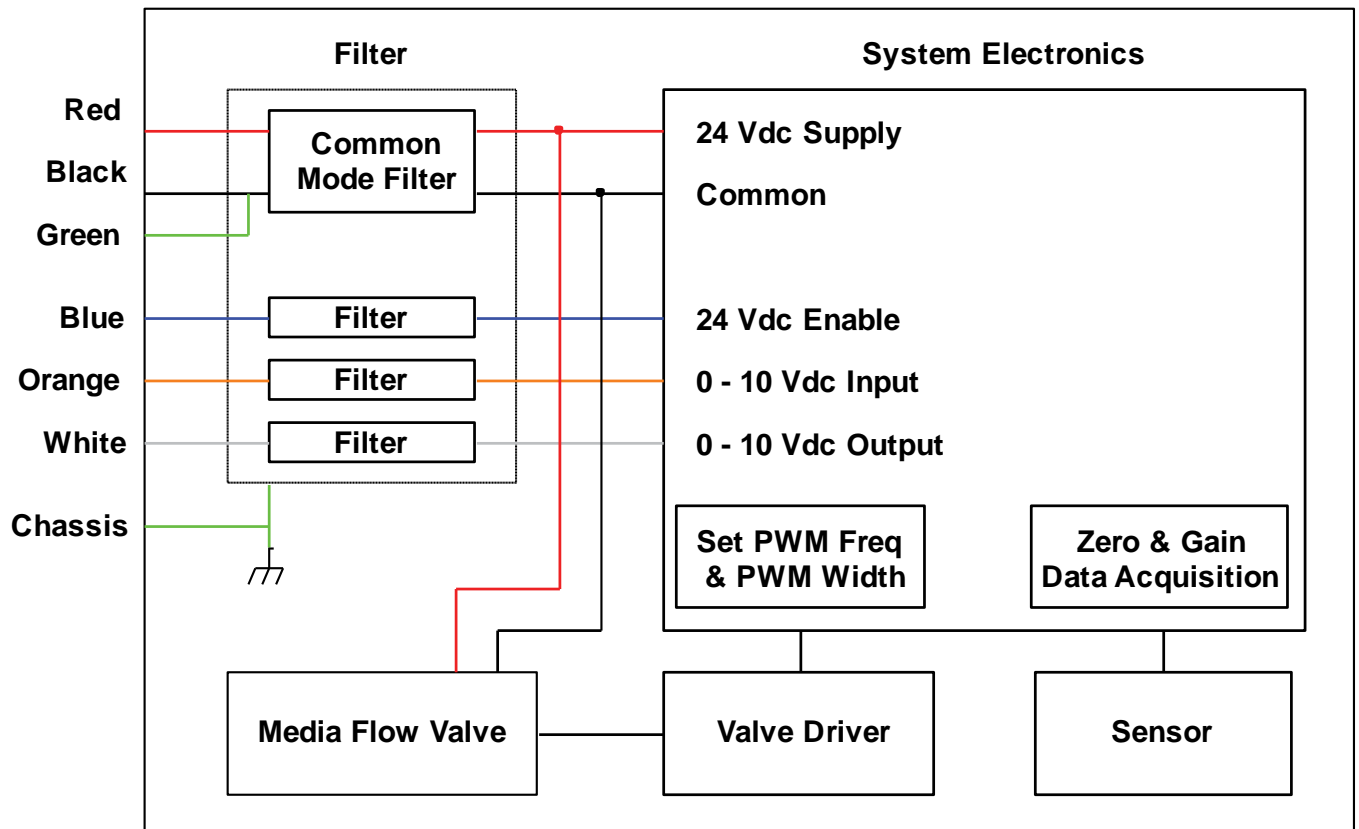 Filter
System Electronics
Red
Black
Green
Common
Mode Filter
24 Vdc Supply
Common
Blue
Filter
24 Vdc Enable
Orange
Filter
0 - 10 Vdc Input
White
Filter
0 - 10 Vdc Output
Chassis
Set PWM Freq
& PWM Width
Zero & Gain
Data Acquisition
Media Flow Valve
Valve Driver
Sensor